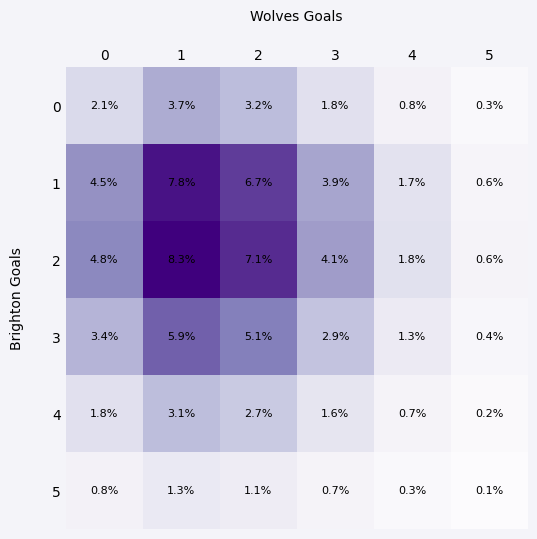 Wolves Goals
0 1 2 3 4 5
0 2.1% 3.7% 3.2% 1.8% 0.8% 0.3%
1 4.5% 7.8% 6.7% 3.9% 1.7% 0.6%
2 4.8% 8.3% 7.1% 4.1% 1.8% 0.6%
3 3.4% 5.9% 5.1% 2.9% 1.3% 0.4%
4 1.8% 3.1% 2.7% 1.6% 0.7% 0.2%
5 0.8% 1.3% 1.1% 0.7% 0.3% 0.1%
Brighton Goals